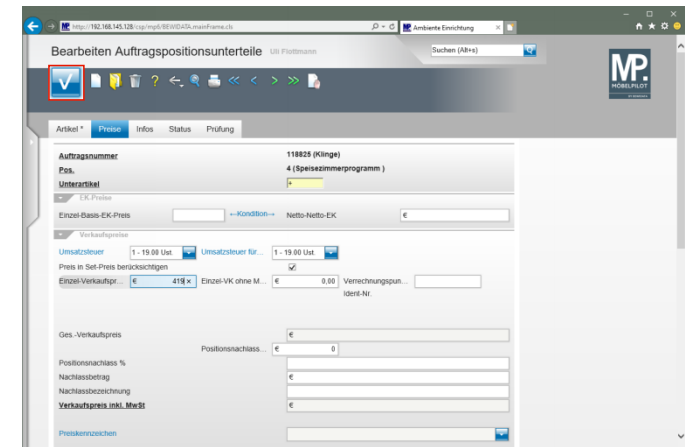 http://192.168.145.128/csp/mps/BEWIDATA.mainFrame.cls
Ambiente Einrichtung
Bearbeiten Auftragspositionsunterteile Uli Flottmann
Suchen (Alt+s)
MP.
MÖBELPILOT
Artikel * Preise Infos Status Prüfung
Auftragsnummer 118825 (Klinge)
Pos. 4 (Speisezimmerprogramm )
Unterartikel +
EK-Preise
Einzel-Basis-EK-Preis ←Kondition→ Netto-Netto-EK €
Verkaufspreise
Umsatzsteuer 1 - 19.00 Ust. Umsatzsteuer für... 1 - 19.00 Ust.
Preis in Set-Preis berücksichtigen
Einzel-Verkaufspr... € 419 × Einzel-VK ohne M... € 0,00 Verrechnungspun...
Ident-Nr.
Ges.-Verkaufspreis €
Positionsnachlass... € 0
Positionsnachlass %
Nachlassbetrag €
Nachlassbezeichnung
Verkaufspreis inkl. MwSt €
Preiskennzeichen